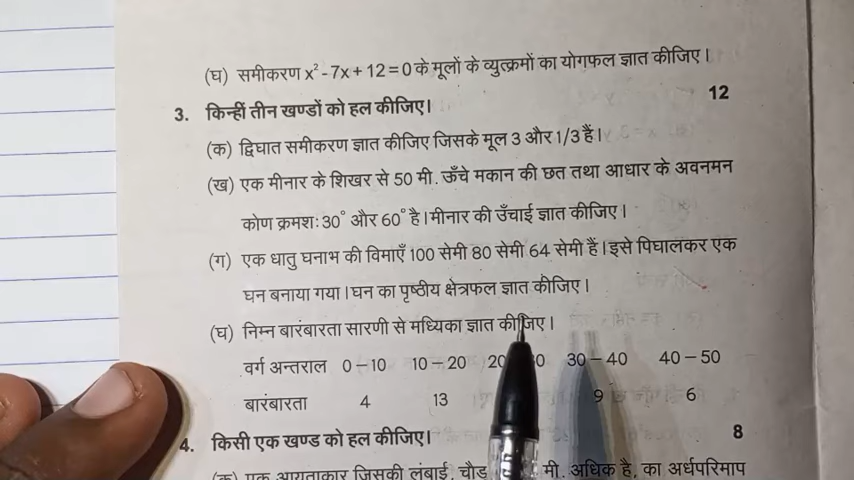 (घ) समीकरण x² - 7x + 12 = 0 के मूलों के व्युत्क्रमों का योगफल ज्ञात कीजिए।
3. किन्हीं तीन खण्डों को हल कीजिए। 12
(क) द्विघात समीकरण ज्ञात कीजिए जिसके मूल 3 और 1/3 हैं।
(ख) एक मीनार के शिखर से 50 मी. ऊँचे मकान की छत तथा आधार के अवनमन
कोण क्रमशः 30° और 60° है। मीनार की उँचाई ज्ञात कीजिए।
(ग) एक धातु घनाभ की विमाएँ 100 सेमी 80 सेमी 64 सेमी हैं। इसे पिघालकर एक
घन बनाया गया। घन का पृष्ठीय क्षेत्रफल ज्ञात कीजिए।
(घ) निम्न बारंबारता सारणी से मध्यिका ज्ञात कीजिए।
वर्ग अन्तराल 0 – 10 10 – 20 30 – 40 40 – 50
बारंबारता 4 13 9 6
4. किसी एक खण्ड को हल कीजिए। 8
(क) एक आयताकार जिसकी लंबाई, मी. अधिक है, का अर्धपरिमाप